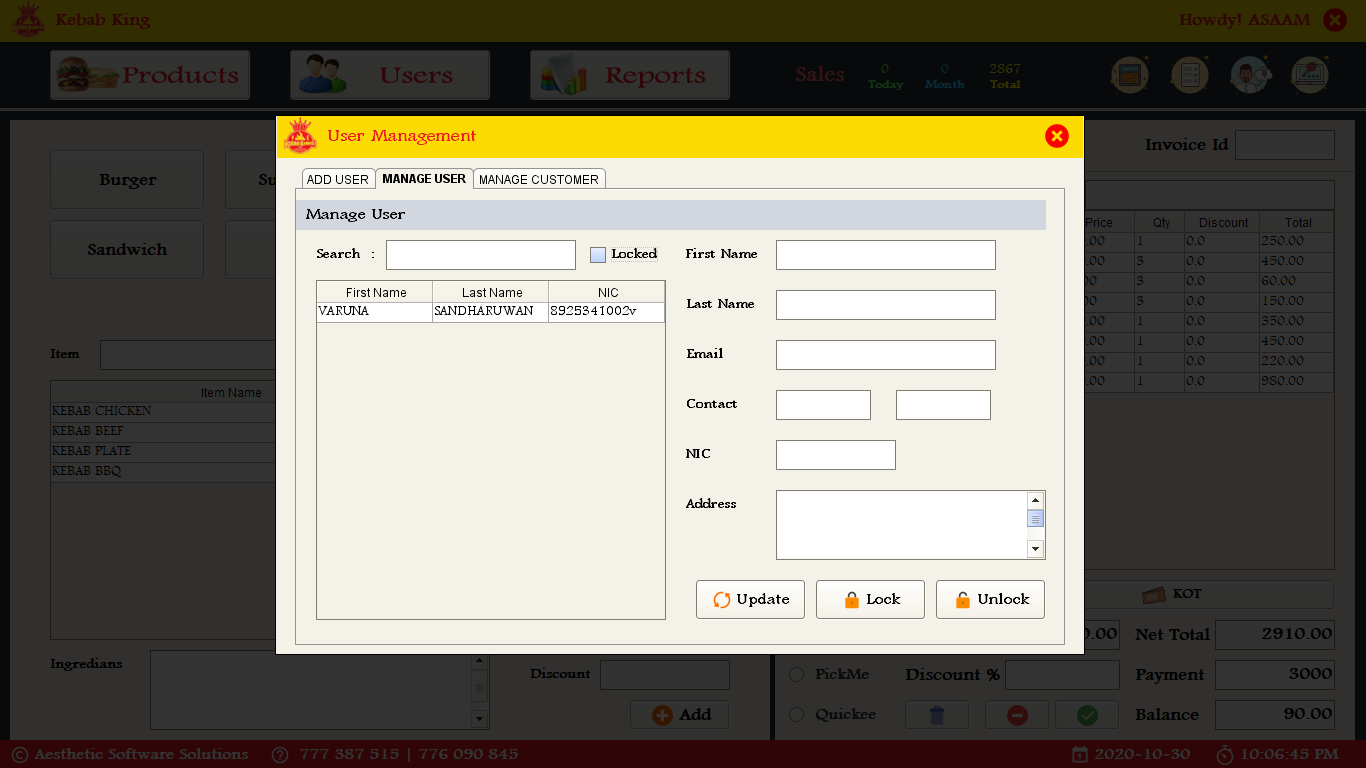 Kebab King
Howdy! ASAAM
Products
Users
Reports
Sales
0
Today
0
Month
2867
Total
User Management
ADD USER
MANAGE USER
MANAGE CUSTOMER
Manage User
Search :
Locked
First Name
Last Name
NIC
VARUNA
SANDHARUWAN
8925341002v
First Name
Last Name
Email
Contact
NIC
Address
Update
Lock
Unlock
Burger
Su
Sandwich
Item
Item Name
KEBAB CHICKEN
KEBAB BEEF
KEBAB PLATE
KEBAB BBQ
Ingredians
Discount
Add
Invoice Id
Price Qty Discount Total
.00 1 0.0 250.00
.00 3 0.0 450.00
00 3 0.0 60.00
.00 3 0.0 150.00
.00 1 0.0 350.00
.00 1 0.0 450.00
.00 1 0.0 220.00
.00 1 0.0 980.00
KOT
0.00
Net Total 2910.00
PickMe
Discount %
Payment 3000
Quickee
Balance 90.00
© Aesthetic Software Solutions
777 387 515 | 776 090 845
2020-10-30
10:06:45 PM